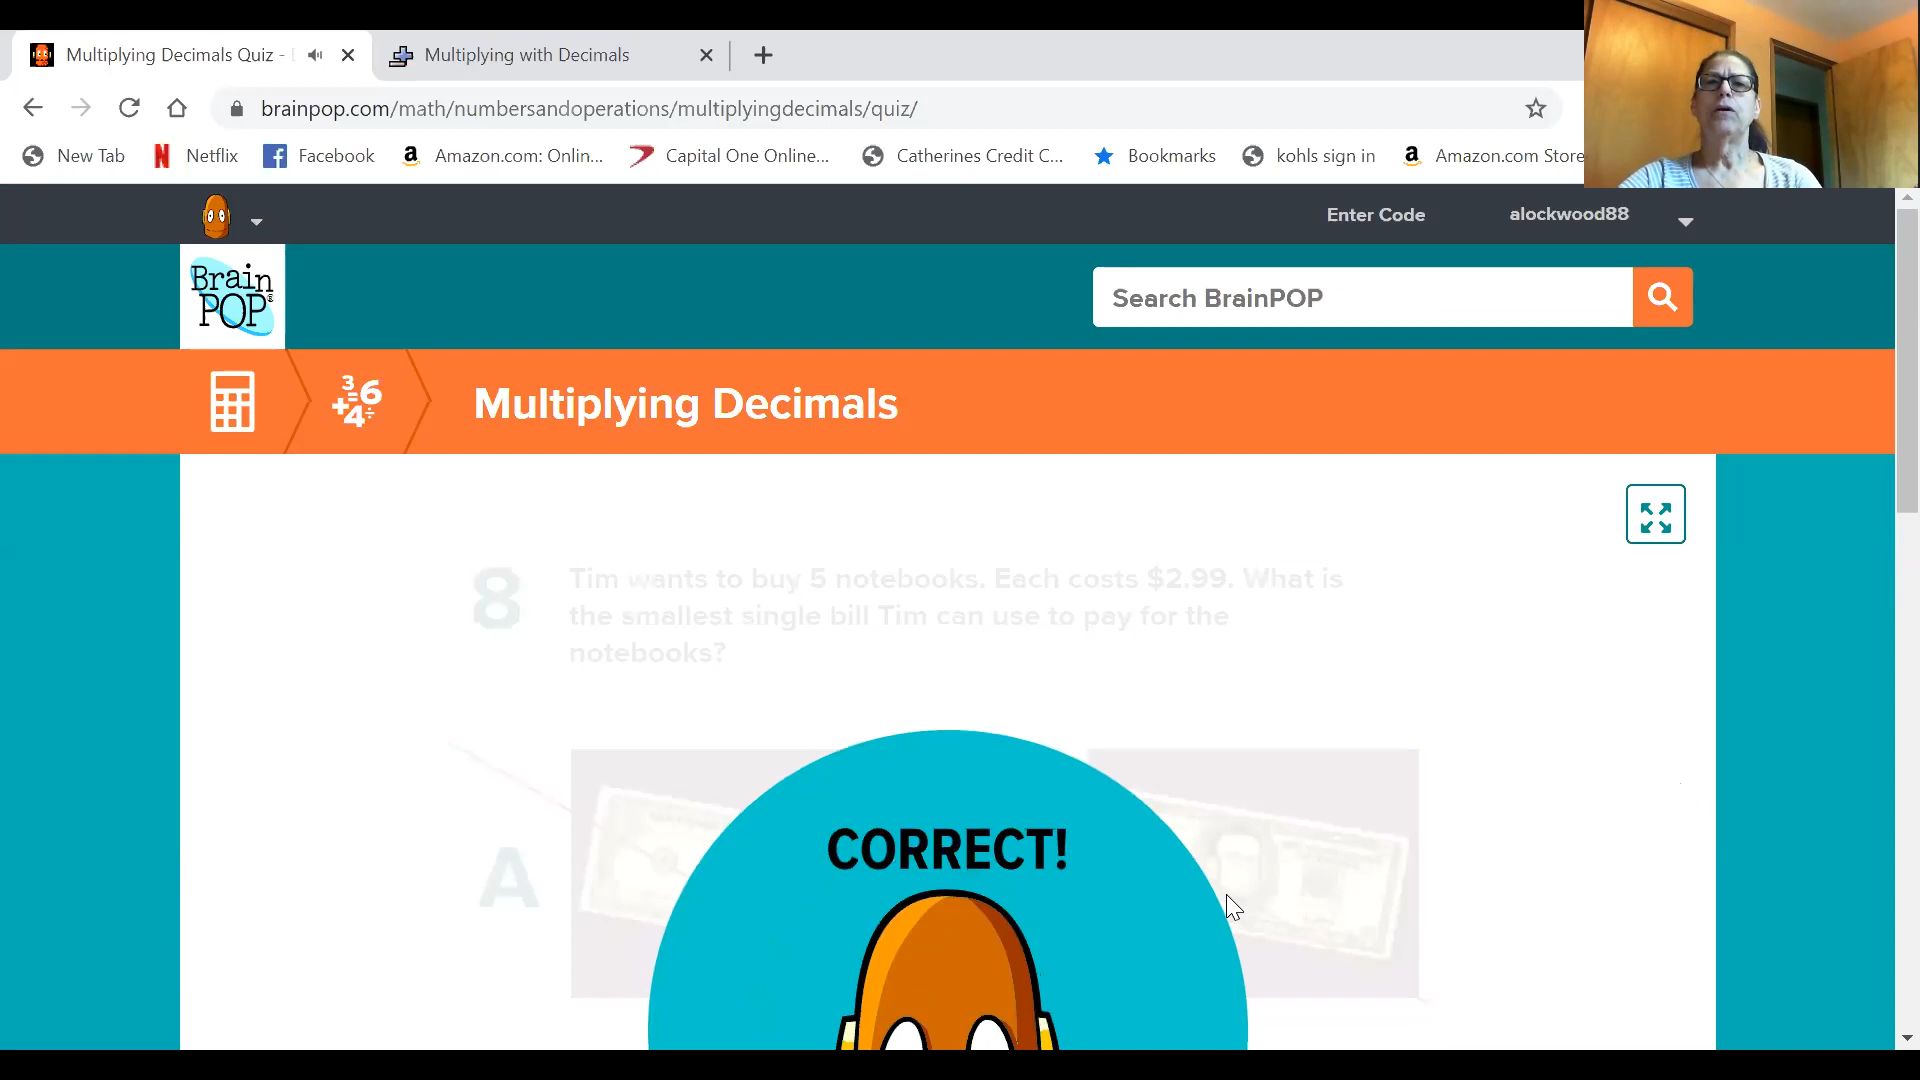 Multiplying Decimals Quiz -
Multiplying with Decimals
brainpop.com/math/numbersandoperations/multiplyingdecimals/quiz/
New Tab
Netflix
Facebook
Amazon.com: Onlin...
Capital One Online...
Catherines Credit C...
Bookmarks
kohls sign in
Amazon.com Store
Enter Code
alockwood88
Brain
POP®
Search BrainPOP
3 = 6
+ 4 ÷
Multiplying Decimals
8
Tim wants to buy 5 notebooks. Each costs $2.99. What is
the smallest single bill Tim can use to pay for the
notebooks?
A
CORRECT!